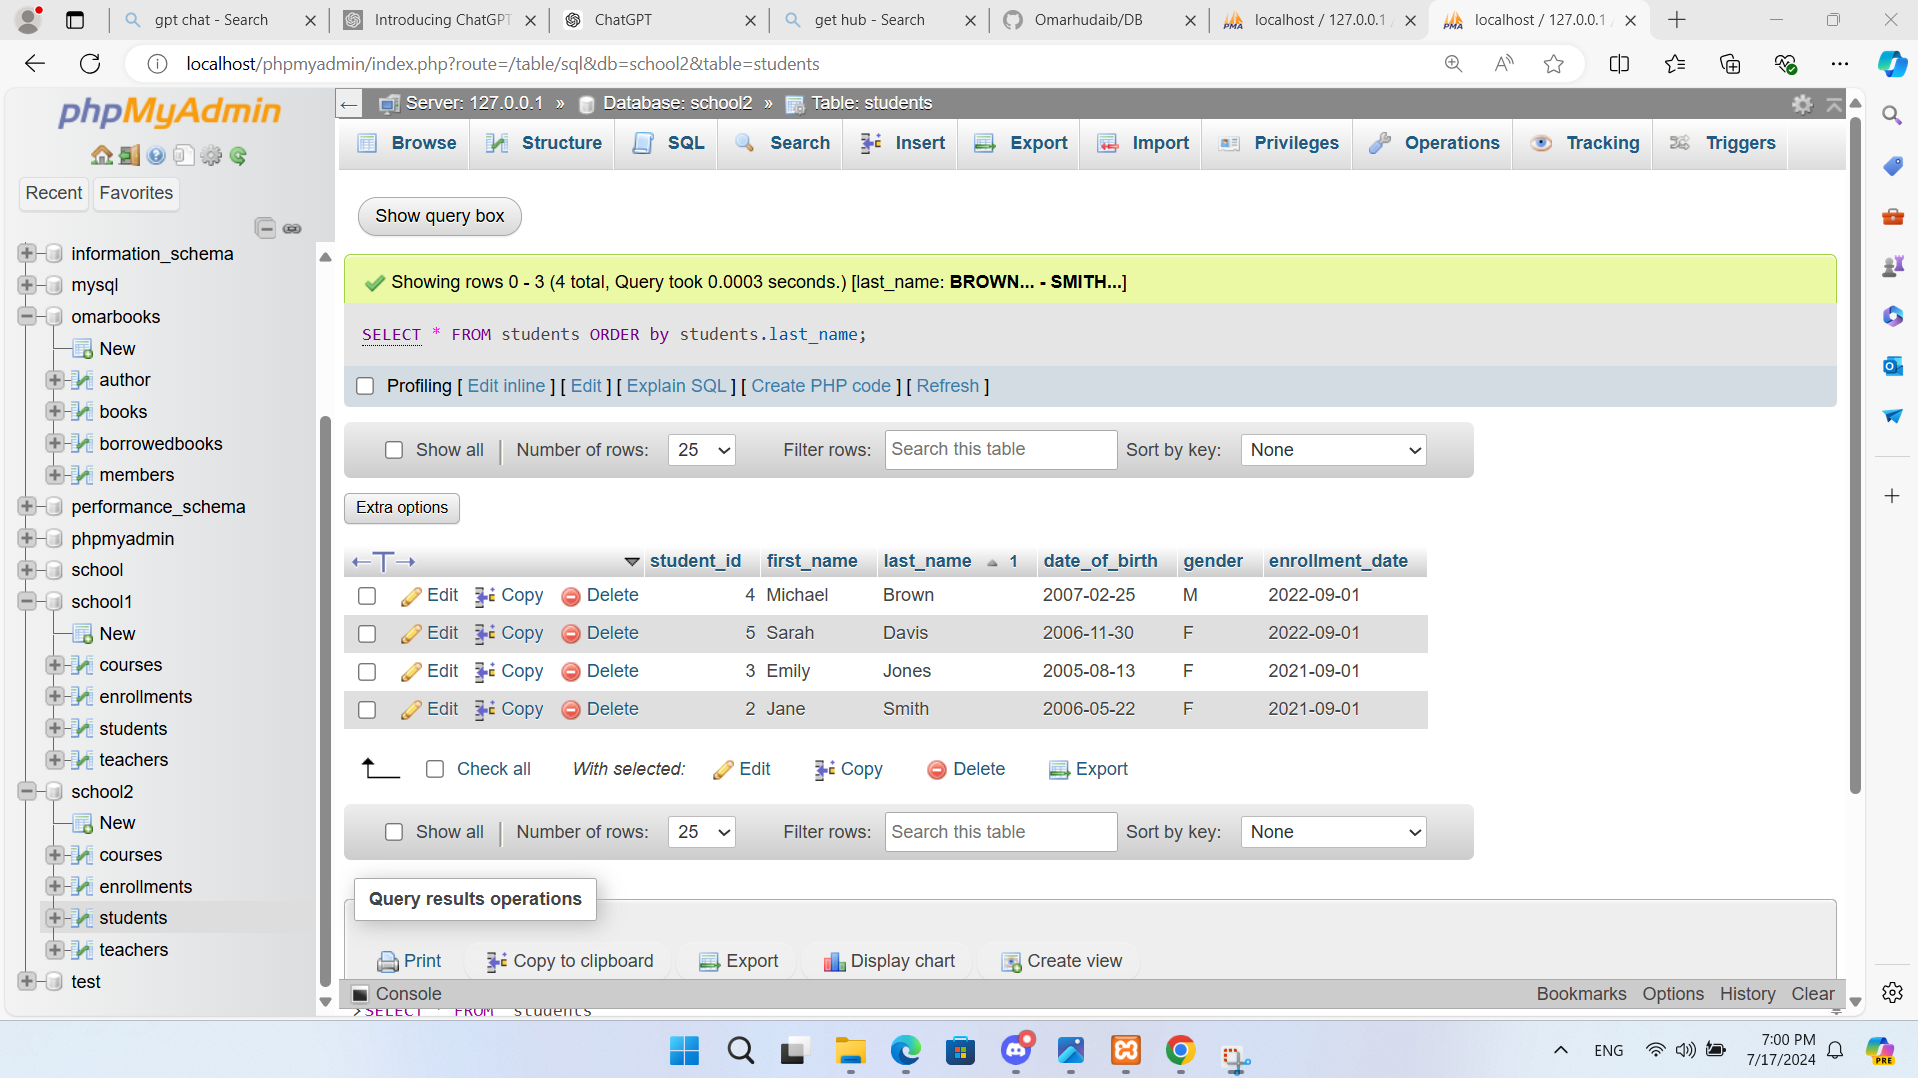 gpt chat - Search
Introducing ChatGPT
ChatGPT
get hub - Search
Omarhudaib/DB
localhost / 127.0.0.1
localhost / 127.0.0.1
localhost/phpmyadmin/index.php?route=/table/sql&db=school2&table=students
phpMyAdmin
Recent Favorites
information_schema
mysql
omarbooks
New
author
books
borrowedbooks
members
performance_schema
phpmyadmin
school
school1
New
courses
enrollments
students
teachers
school2
New
courses
enrollments
students
teachers
test
Server: 127.0.0.1 » Database: school2 » Table: students
Browse Structure SQL Search Insert Export Import Privileges Operations Tracking Triggers
Show query box
Showing rows 0 - 3 (4 total, Query took 0.0003 seconds.) [last_name: BROWN... - SMITH...]
SELECT * FROM students ORDER by students.last_name;
Profiling [ Edit inline ] [ Edit ] [ Explain SQL ] [ Create PHP code ] [ Refresh ]
Show all Number of rows: 25 Filter rows: Search this table Sort by key: None
Extra options
student_id first_name last_name 1 date_of_birth gender enrollment_date
Edit Copy Delete 4 Michael Brown 2007-02-25 M 2022-09-01
Edit Copy Delete 5 Sarah Davis 2006-11-30 F 2022-09-01
Edit Copy Delete 3 Emily Jones 2005-08-13 F 2021-09-01
Edit Copy Delete 2 Jane Smith 2006-05-22 F 2021-09-01
Check all With selected: Edit Copy Delete Export
Show all Number of rows: 25 Filter rows: Search this table Sort by key: None
Query results operations
Print Copy to clipboard Export Display chart Create view
Console Bookmarks Options History Clear
>SELECT * FROM `students`
ENG
7:00 PM
7/17/2024
PRE